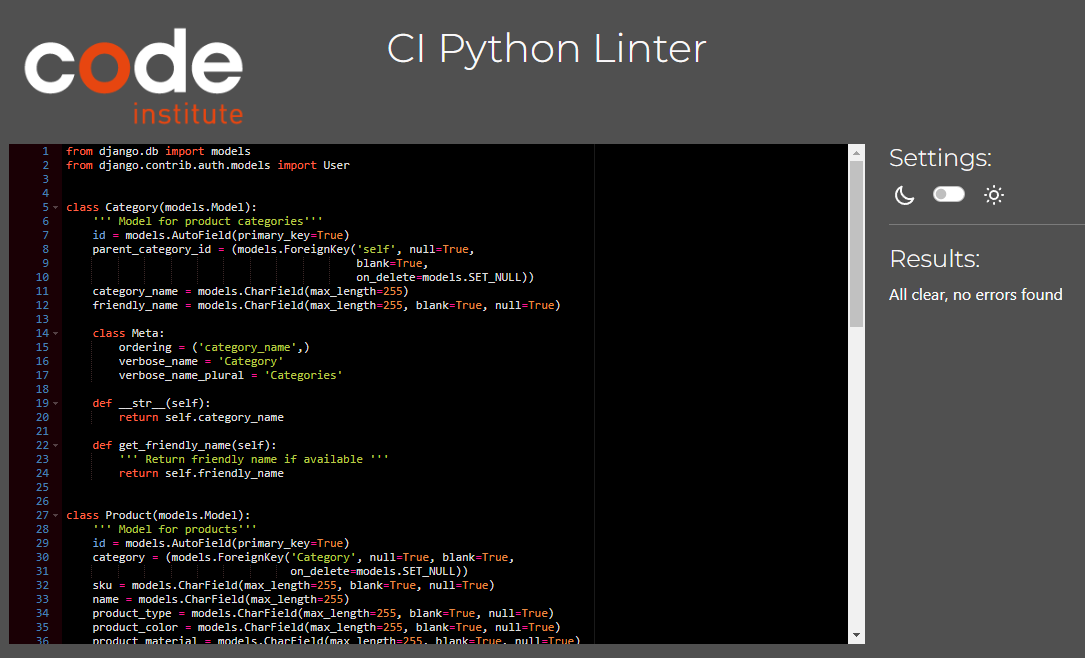 code
institute
CI Python Linter
1 from django.db import models
2 from django.contrib.auth.models import User
3
4
5 class Category(models.Model):
6     ''' Model for product categories'''
7     id = models.AutoField(primary_key=True)
8     parent_category_id = (models.ForeignKey('self', null=True,
9                                             blank=True,
10                                             on_delete=models.SET_NULL))
11     category_name = models.CharField(max_length=255)
12     friendly_name = models.CharField(max_length=255, blank=True, null=True)
13
14     class Meta:
15         ordering = ('category_name',)
16         verbose_name = 'Category'
17         verbose_name_plural = 'Categories'
18
19     def __str__(self):
20         return self.category_name
21
22     def get_friendly_name(self):
23         ''' Return friendly name if available '''
24         return self.friendly_name
25
26
27 class Product(models.Model):
28     ''' Model for products'''
29     id = models.AutoField(primary_key=True)
30     category = (models.ForeignKey('Category', null=True, blank=True,
31                                   on_delete=models.SET_NULL))
32     sku = models.CharField(max_length=255, blank=True, null=True)
33     name = models.CharField(max_length=255)
34     product_type = models.CharField(max_length=255, blank=True, null=True)
35     product_color = models.CharField(max_length=255, blank=True, null=True)
36     product_material = models.CharField(max_length=255, blank=True, null=True)
Settings:
Results:
All clear, no errors found